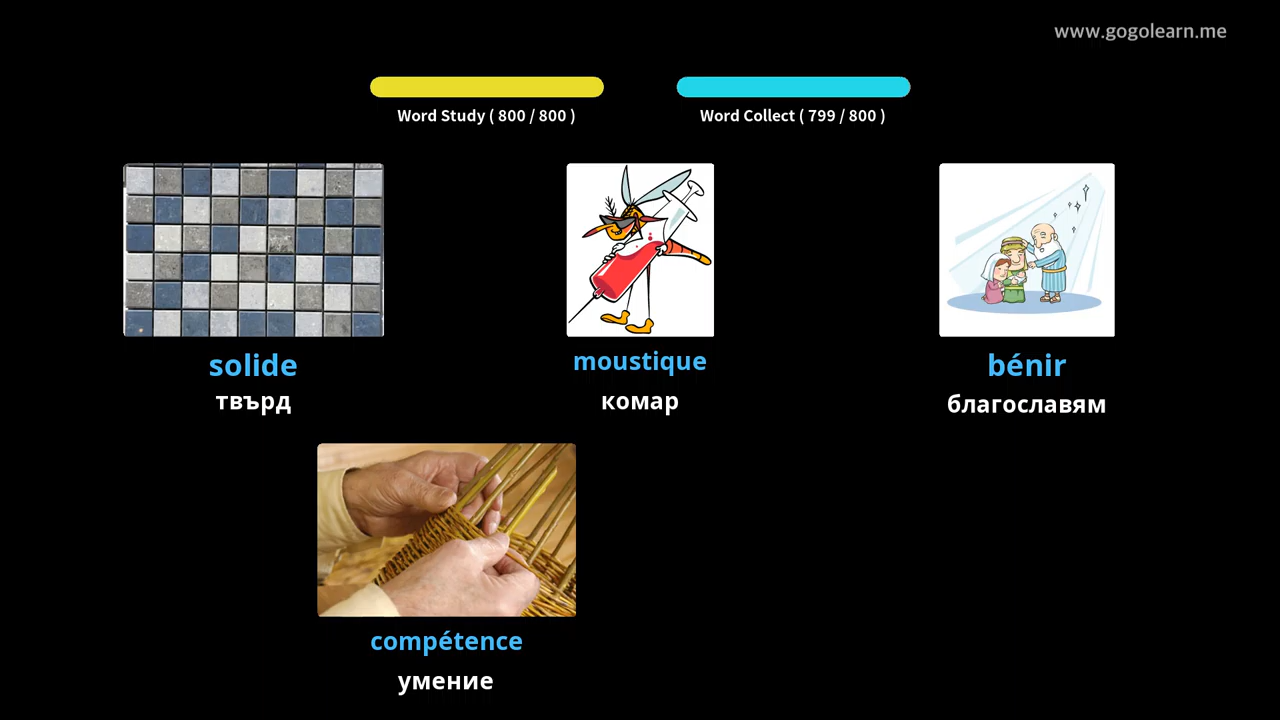 www.gogolearn.me
Word Study ( 800 / 800 )
Word Collect ( 799 / 800 )
solide
твърд
moustique
комар
bénir
благославям
compétence
умение